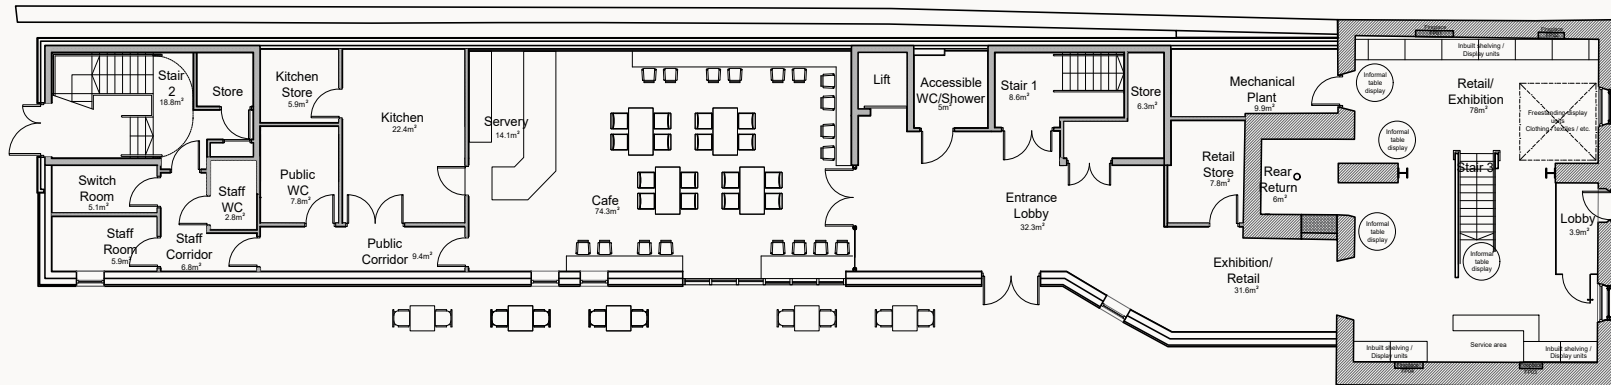 Stair
2
18.8m²
Store
Kitchen
Store
5.9m²
Kitchen
22.4m²
Servery
14.1m²
Cafe
74.3m²
Public
WC
7.8m²
Switch
Room
5.1m²
Staff
WC
2.8m²
Staff
Room
5.9m²
Staff
Corridor
6.8m²
Public
Corridor
9.4m²
Lift
Accessible
WC/Shower
5m²
Stair 1
8.6m²
Store
6.3m²
Entrance
Lobby
32.3m²
Mechanical
Plant
9.9m²
Retail
Store
7.8m²
Rear
Return
6m²
Exhibition/
Retail
31.6m²
Fireplace
Fireplace
Inbuilt shelving /
Display units
Informal
table
display
Retail/
Exhibition
78m²
Freestanding display
units
Clothing / textiles / etc.
Informal
table
display
Stair 3
Informal
table
display
Informal
table
display
Lobby
3.9m²
Service area
Inbuilt shelving /
Display units
Inbuilt shelving /
Display units